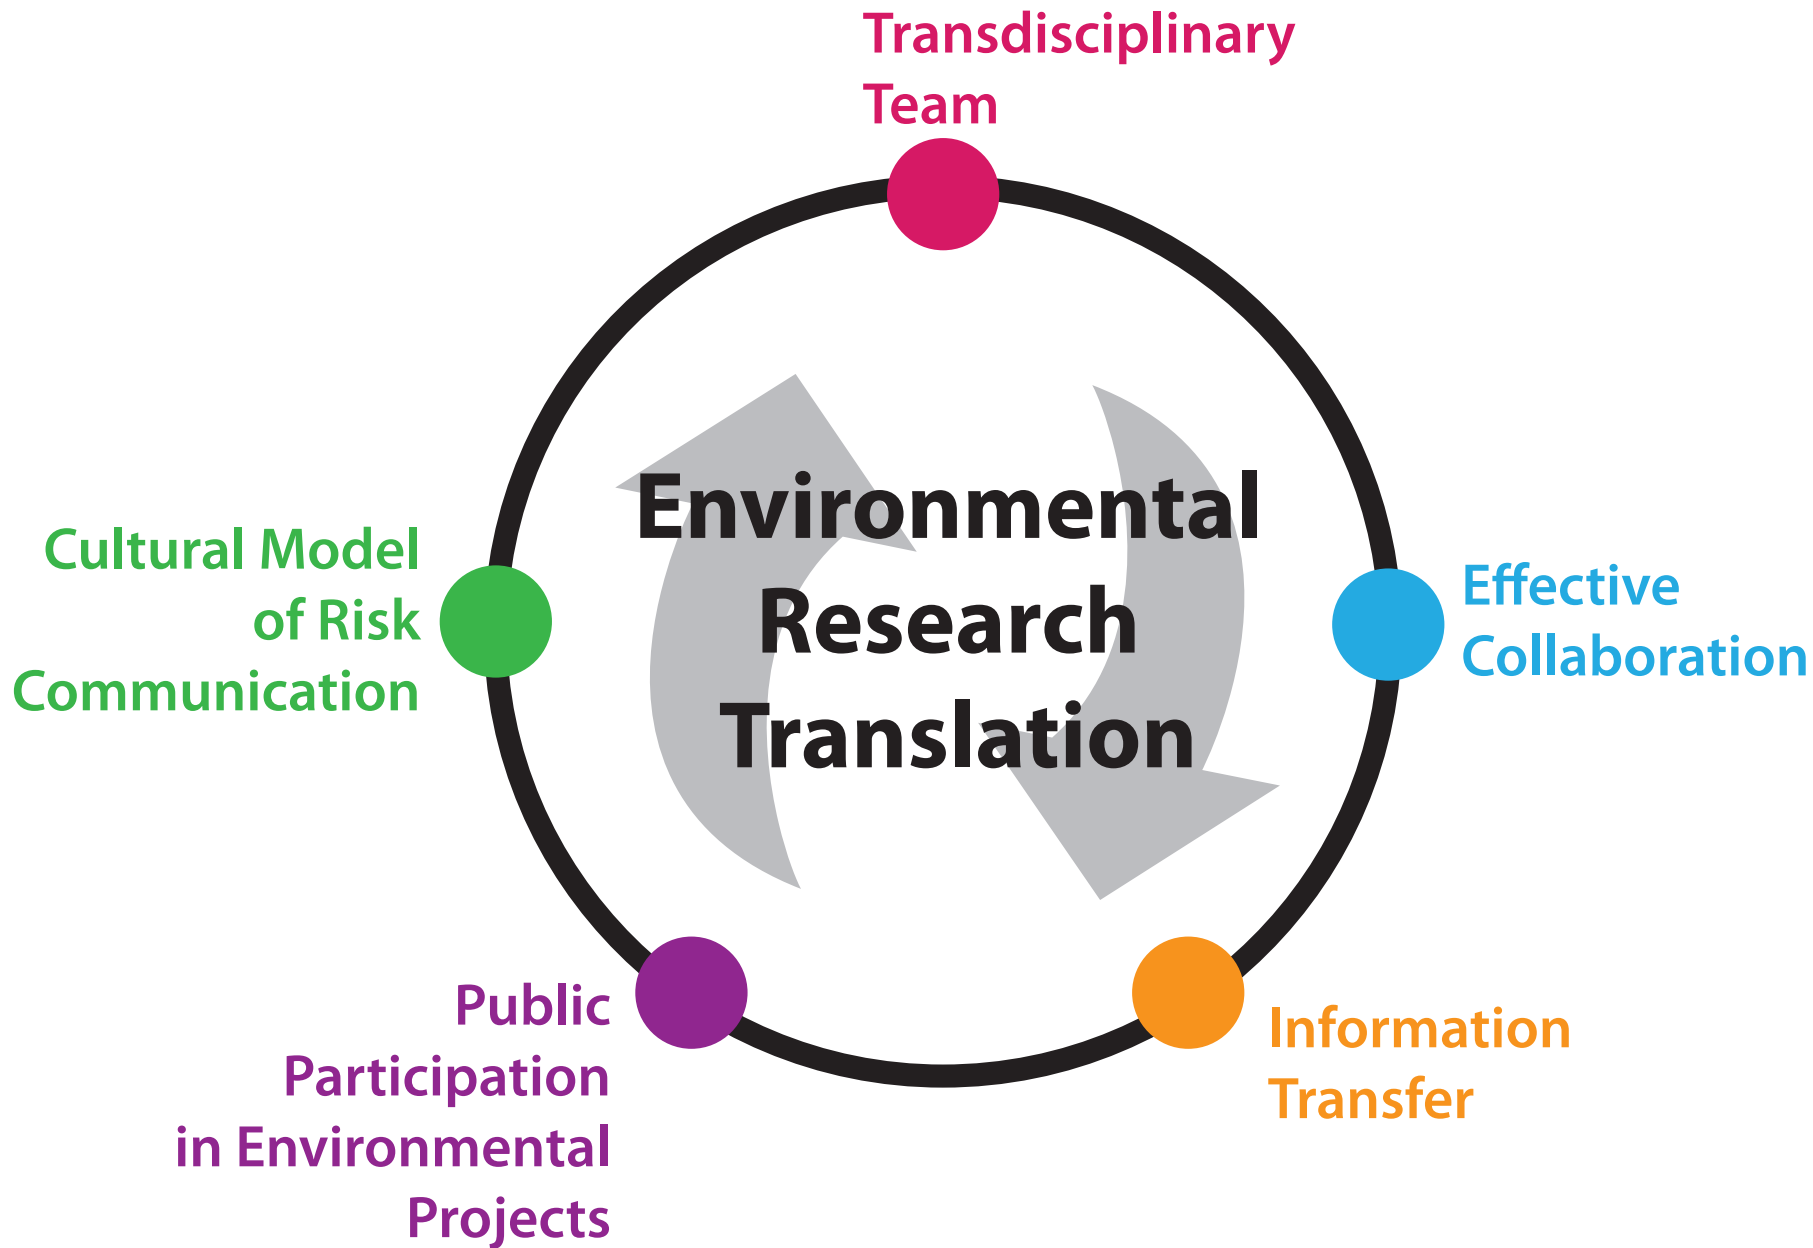 Transdisciplinary
Team
Environmental
Research
Translation
Effective
Collaboration
Information
Transfer
Public
Participation
in Environmental
Projects
Cultural Model
of Risk
Communication